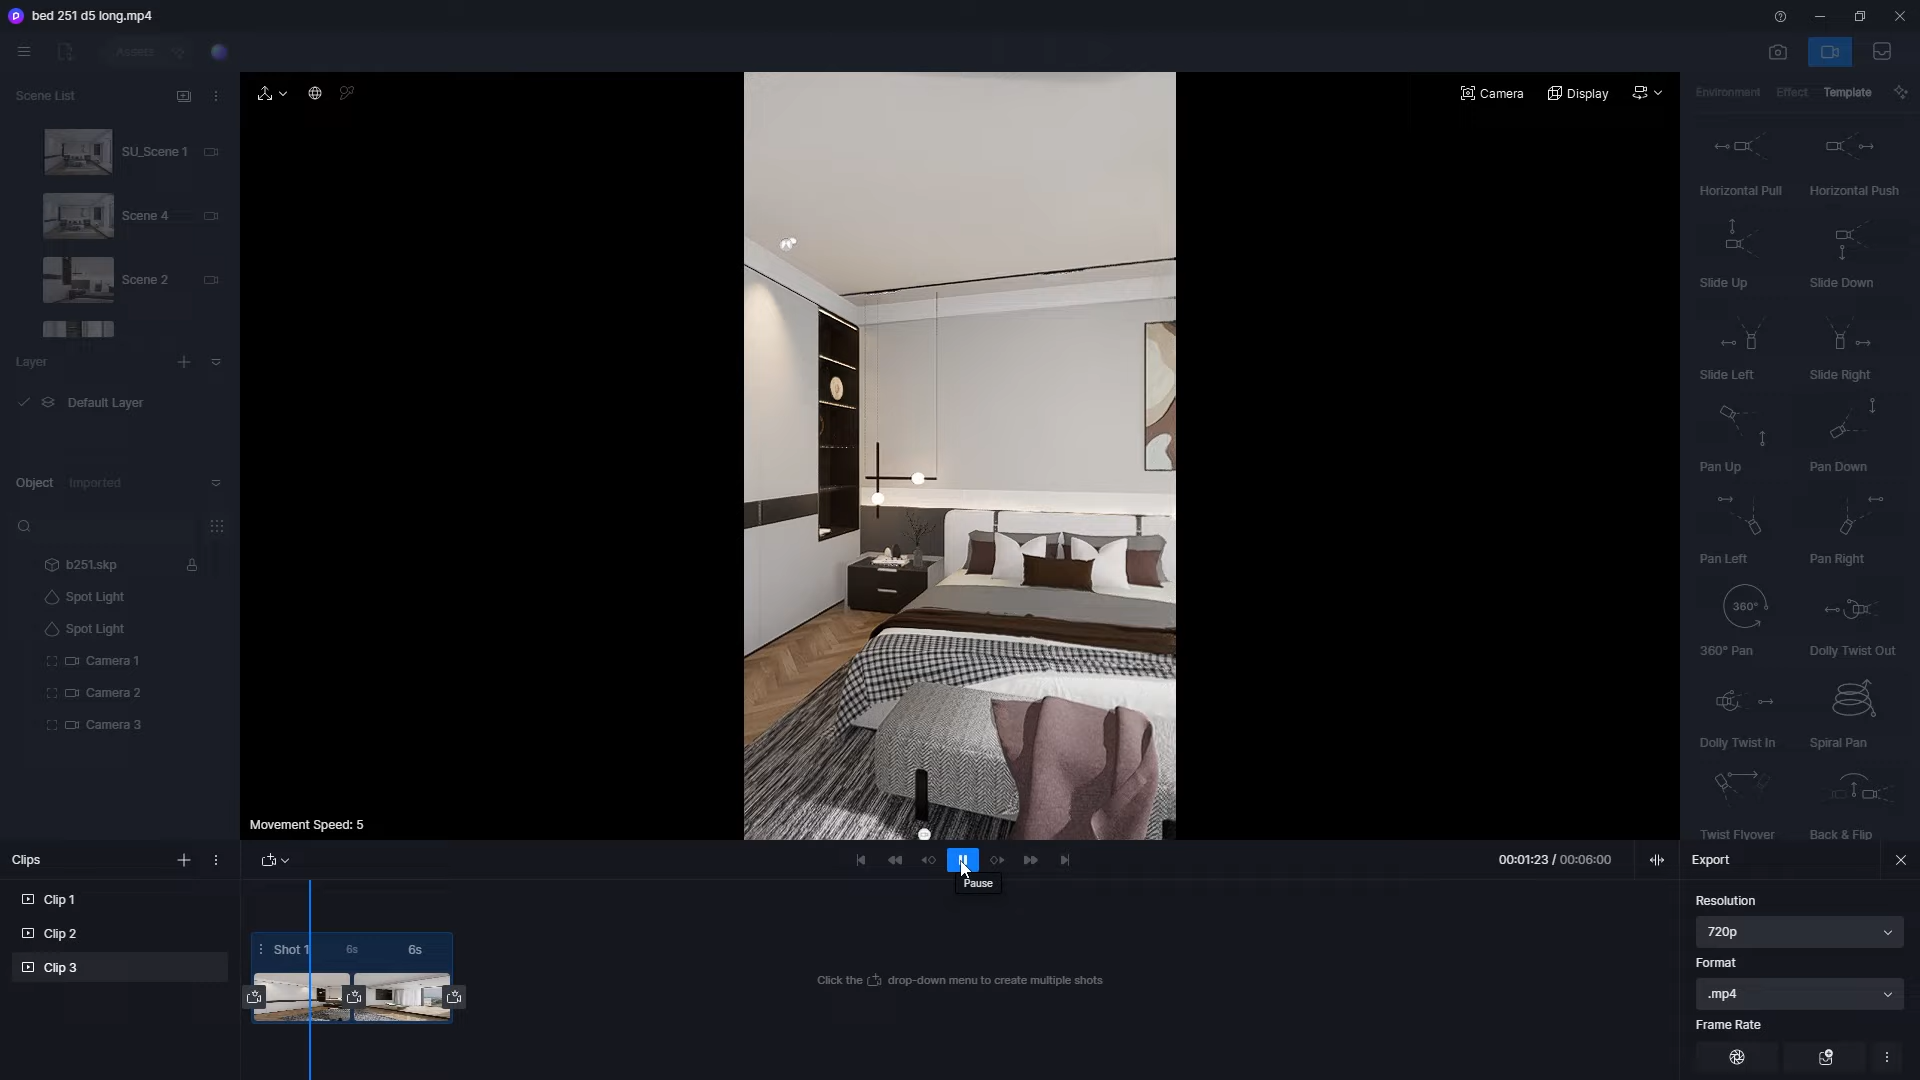 bed 251 d5 long.mp4
Assets
Scene List
SU_Scene 1
Scene 4
Scene 2
Layer
Default Layer
Object Imported
b251.skp
Spot Light
Spot Light
Camera 1
Camera 2
Camera 3
Camera Display
Movement Speed: 5
Environment Effect Template
Horizontal Pull Horizontal Push
Slide Up Slide Down
Slide Left Slide Right
Pan Up Pan Down
Pan Left Pan Right
360°
360° Pan Dolly Twist Out
Dolly Twist In Spiral Pan
Twist Flyover Back & Flip
Clips
Clip 1
Clip 2
Clip 3
Pause
00:01:23 / 00:06:00
Shot 1 6s 6s
Click the drop-down menu to create multiple shots
Export
Resolution
720p
Format
.mp4
Frame Rate